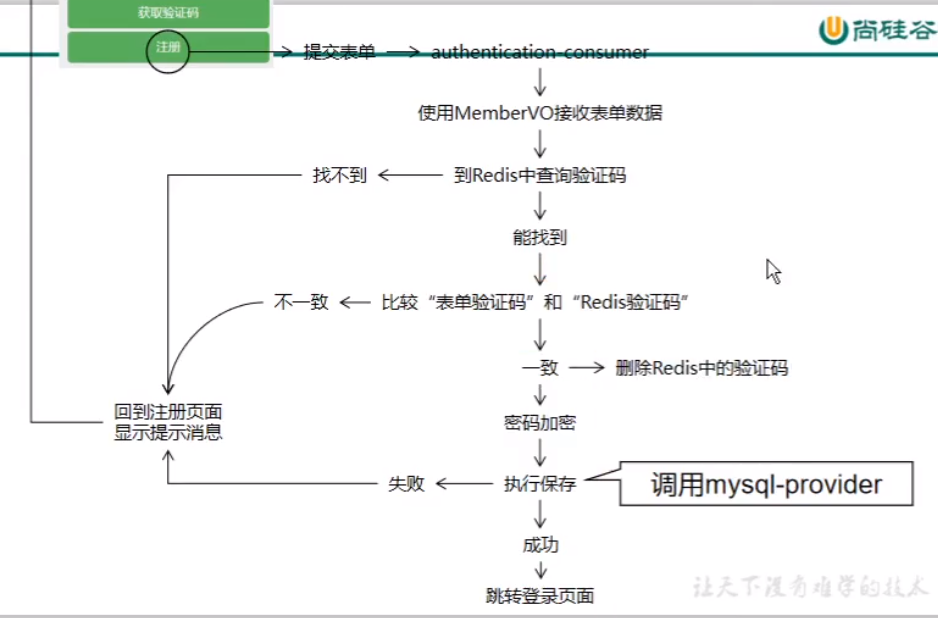 获取验证码
尚硅谷
注册 提交表单 authentication-consumer
使用MemberVO接收表单数据
找不到 到Redis中查询验证码
能找到
不一致 比较“表单验证码”和“Redis验证码”
一致 删除Redis中的验证码
回到注册页面
显示提示消息
密码加密
失败 执行保存 调用mysql-provider
成功
让天下没有难学的技术
跳转登录页面